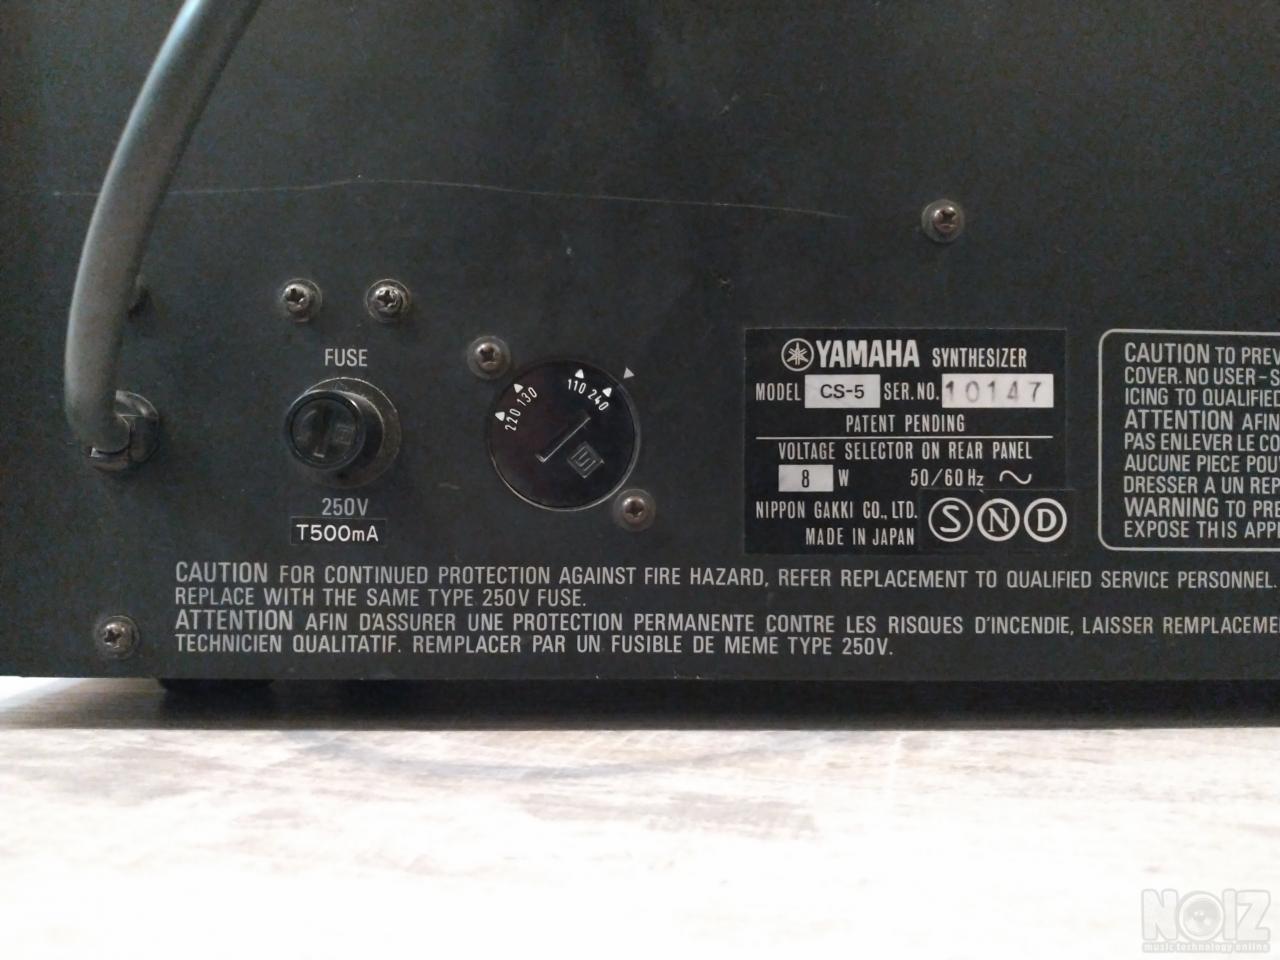 FUSE
250V
T500mA
220 130 110 240
YAMAHA SYNTHESIZER
MODEL CS-5 SER.NO. 10147
PATENT PENDING
VOLTAGE SELECTOR ON REAR PANEL
8 W 50/60 Hz
NIPPON GAKKI CO., LTD.
MADE IN JAPAN
S N D
CAUTION TO PREV
COVER. NO USER-S
ICING TO QUALIFIED
ATTENTION AFIN
PAS ENLEVER LE CO
AUCUNE PIECE POU
DRESSER A UN REP
WARNING TO PRE
EXPOSE THIS APP
CAUTION FOR CONTINUED PROTECTION AGAINST FIRE HAZARD, REFER REPLACEMENT TO QUALIFIED SERVICE PERSONNEL.
REPLACE WITH THE SAME TYPE 250V FUSE.
ATTENTION AFIN D'ASSURER UNE PROTECTION PERMANENTE CONTRE LES RISQUES D'INCENDIE, LAISSER REMPLACEME
TECHNICIEN QUALITATIF. REMPLACER PAR UN FUSIBLE DE MEME TYPE 250V.
NOIZ
music technology online